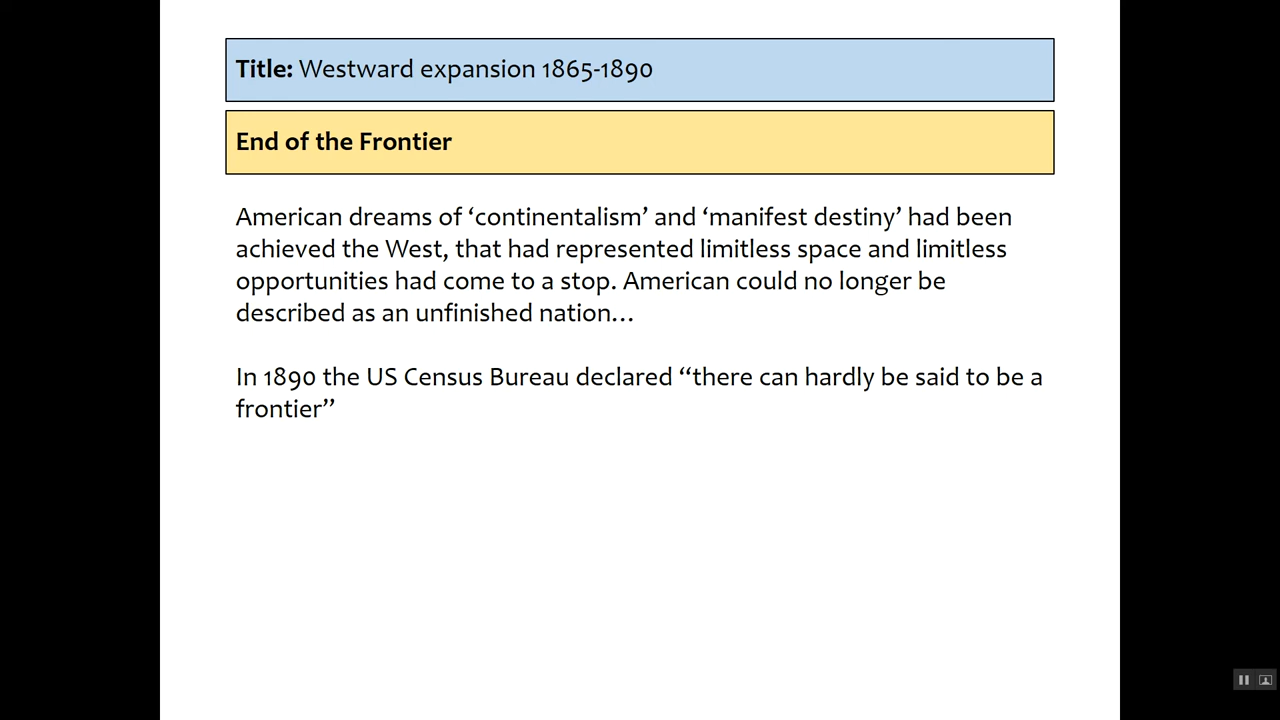 Title: Westward expansion 1865-1890
End of the Frontier
American dreams of ‘continentalism’ and ‘manifest destiny’ had been
achieved the West, that had represented limitless space and limitless
opportunities had come to a stop. American could no longer be
described as an unfinished nation…
In 1890 the US Census Bureau declared “there can hardly be said to be a
frontier”